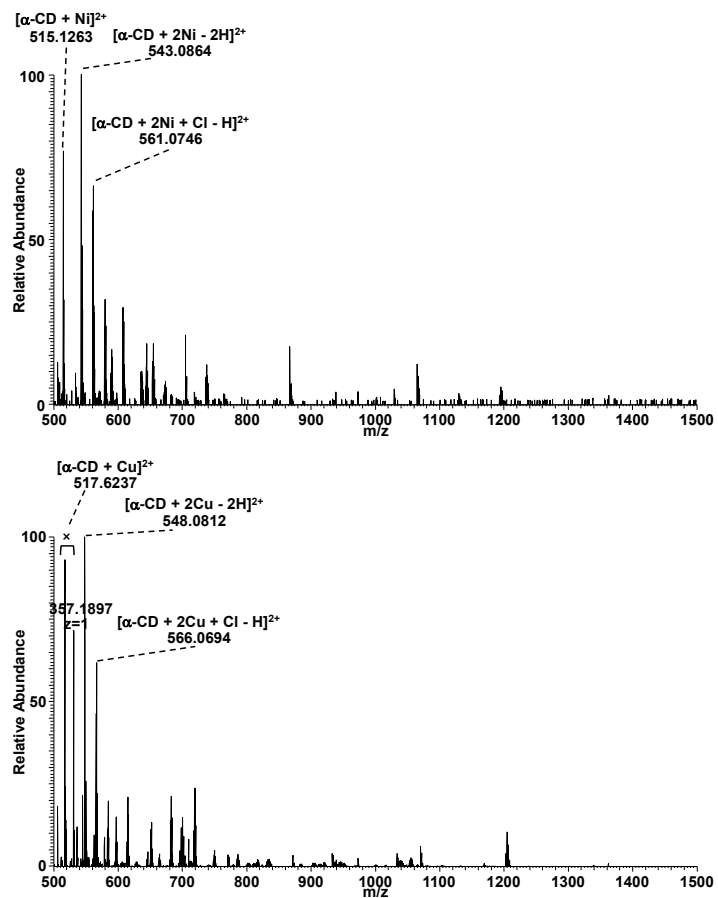 [α-CD + Ni]²⁺
515.1263
[α-CD + 2Ni - 2H]²⁺
543.0864
[α-CD + 2Ni + Cl - H]²⁺
561.0746
Relative Abundance
100
50
0
500 600 700 800 900 1000 1100 1200 1300 1400 1500
m/z
[α-CD + Cu]²⁺
517.6237
[α-CD + 2Cu - 2H]²⁺
548.0812
×
357.1897
z=1
[α-CD + 2Cu + Cl - H]²⁺
566.0694
Relative Abundance
100
50
0
500 600 700 800 900 1000 1100 1200 1300 1400 1500
m/z